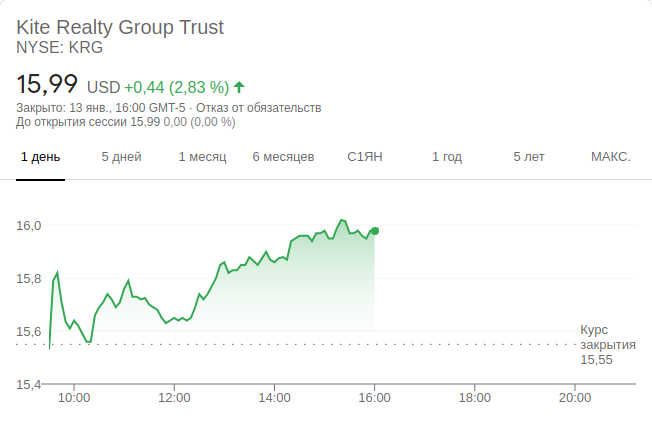 Kite Realty Group Trust
NYSE: KRG
15,99 USD +0,44 (2,83 %)
Закрыто: 13 янв., 16:00 GMT-5 · Отказ от обязательств
До открытия сессии 15,99 0,00 (0,00 %)
1 день 5 дней 1 месяц 6 месяцев С1ЯН 1 год 5 лет МАКС.
16,0
15,8
15,6
15,4
Курс
закрытия
15,55
10:00 12:00 14:00 16:00 18:00 20:00